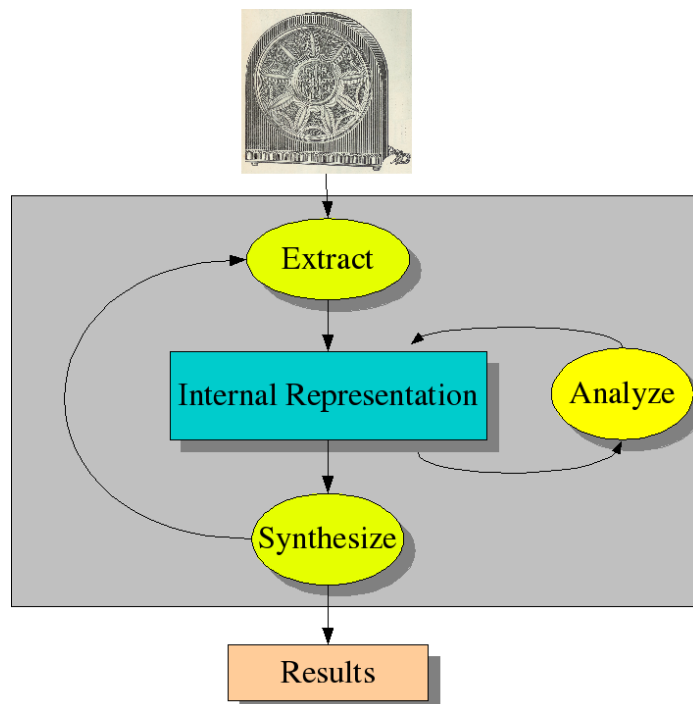 Extract
Internal Representation
Analyze
Synthesize
Results